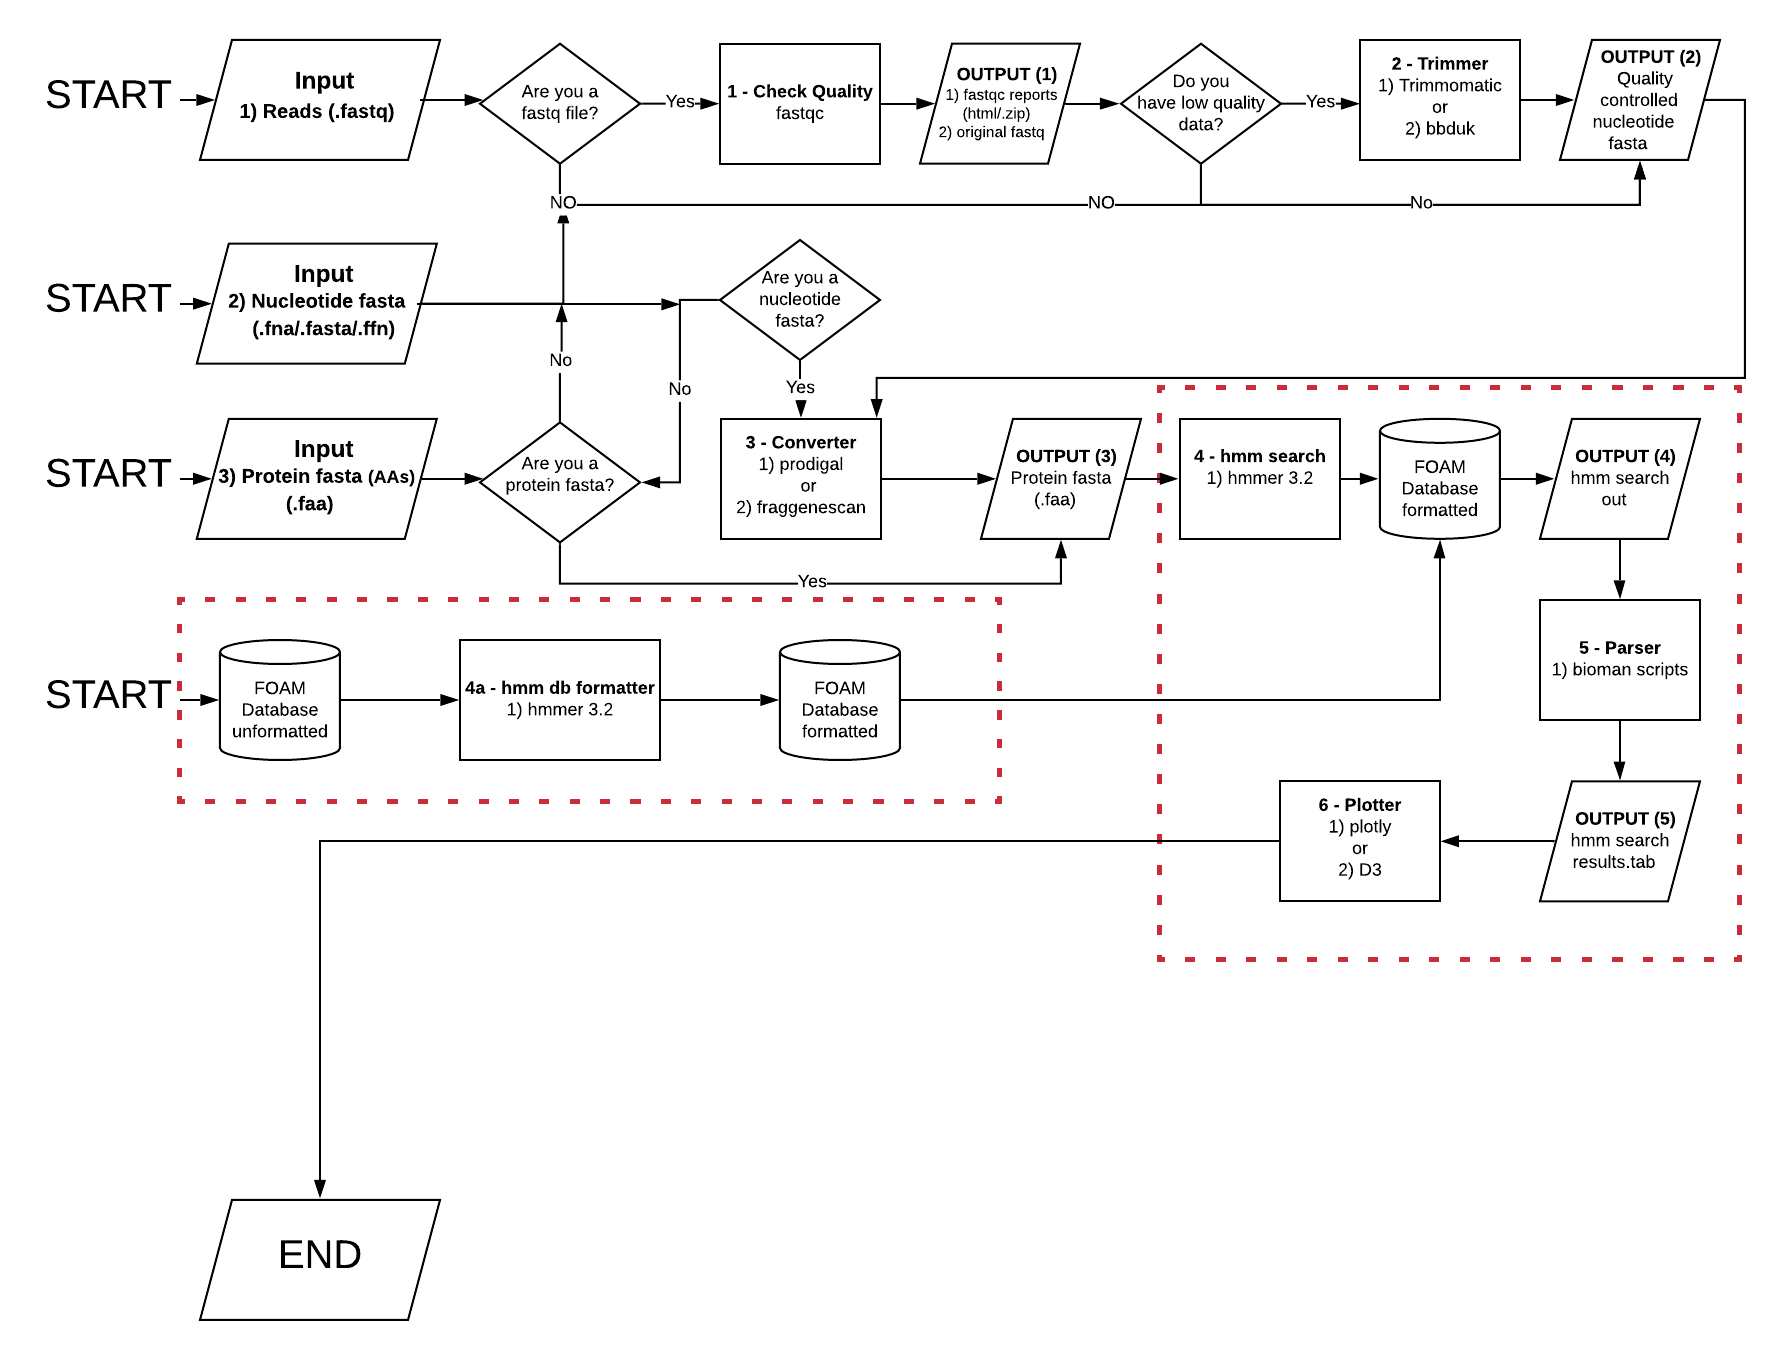 START
Input
1) Reads (.fastq)
Are you a
fastq file?
Yes
1 - Check Quality
fastqc
OUTPUT (1)
1) fastqc reports
(html/.zip)
2) original fastq
Do you
have low quality
data?
Yes
2 - Trimmer
1) Trimmomatic
or
2) bbduk
OUTPUT (2)
Quality
controlled
nucleotide
fasta
NO
NO
No
START
Input
2) Nucleotide fasta
(.fna/.fasta/.ffn)
Are you a
nucleotide
fasta?
No
No
Yes
START
Input
3) Protein fasta (AAs)
(.faa)
Are you a
protein fasta?
3 - Converter
1) prodigal
or
2) fraggenescan
OUTPUT (3)
Protein fasta
(.faa)
4 - hmm search
1) hmmer 3.2
FOAM
Database
formatted
OUTPUT (4)
hmm search
out
Yes
START
FOAM
Database
unformatted
4a - hmm db formatter
1) hmmer 3.2
FOAM
Database
formatted
5 - Parser
1) bioman scripts
6 - Plotter
1) plotly
or
2) D3
OUTPUT (5)
hmm search
results.tab
END